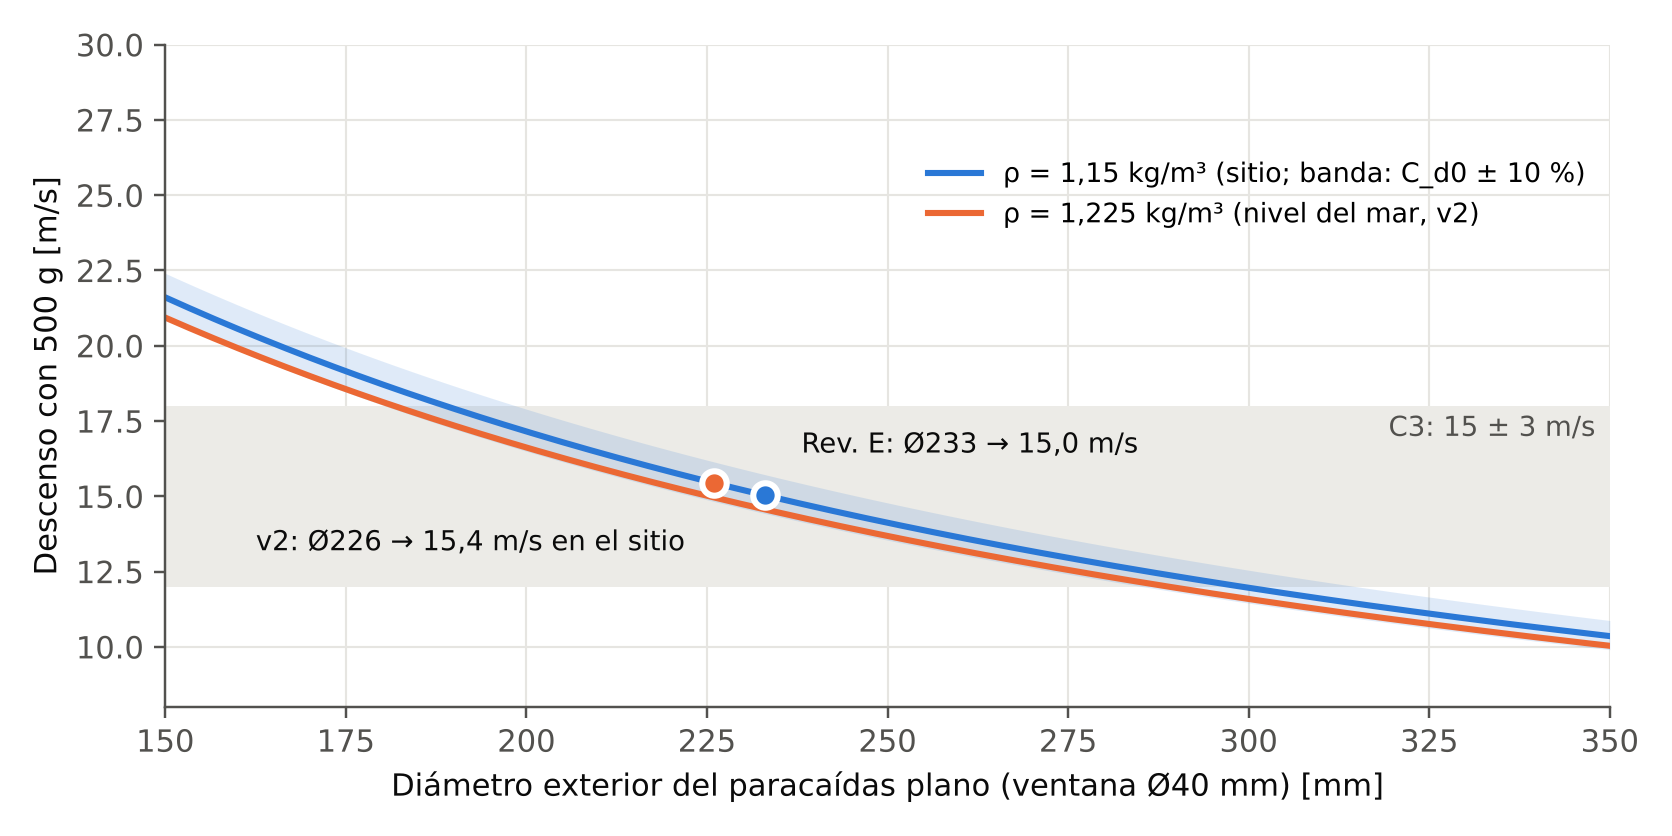 30.0
27.5
25.0
22.5
20.0
17.5
15.0
12.5
10.0
Descenso con 500 g [m/s]
ρ = 1,15 kg/m³ (sitio; banda: C_d0 ± 10 %)
ρ = 1,225 kg/m³ (nivel del mar, v2)
C3: 15 ± 3 m/s
Rev. E: Ø233 → 15,0 m/s
v2: Ø226 → 15,4 m/s en el sitio
150 175 200 225 250 275 300 325 350
Diámetro exterior del paracaídas plano (ventana Ø40 mm) [mm]